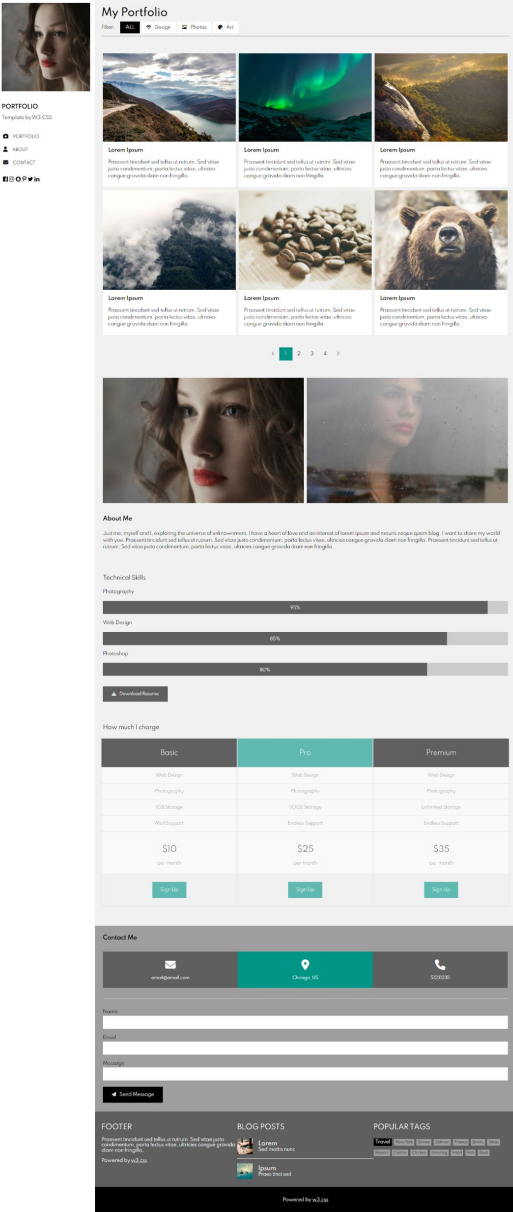 PORTFOLIO
Template by W3.CSS
PORTFOLIO
ABOUT
CONTACT
My Portfolio
Filter: ALL Design Photos Art
Lorem Ipsum
Praesent tincidunt sed tellus ut rutrum. Sed vitae
justo condimentum, porta lectus vitae, ultricies
congue gravida diam non fringilla.
Lorem Ipsum
Praesent tincidunt sed tellus ut rutrum. Sed vitae
justo condimentum, porta lectus vitae, ultricies
congue gravida diam non fringilla.
Lorem Ipsum
Praesent tincidunt sed tellus ut rutrum. Sed vitae
justo condimentum, porta lectus vitae, ultricies
congue gravida diam non fringilla.
Lorem Ipsum
Praesent tincidunt sed tellus ut rutrum. Sed vitae
justo condimentum, porta lectus vitae, ultricies
congue gravida diam non fringilla.
Lorem Ipsum
Praesent tincidunt sed tellus ut rutrum. Sed vitae
justo condimentum, porta lectus vitae, ultricies
congue gravida diam non fringilla.
Lorem Ipsum
Praesent tincidunt sed tellus ut rutrum. Sed vitae
justo condimentum, porta lectus vitae, ultricies
congue gravida diam non fringilla.
‹ 1 2 3 4 ›
About Me
Just me, myself and I, exploring the universe of unknownment. I have a heart of love and an interest of lorem ipsum and mauris neque quam blog. I want to share my world
with you. Praesent tincidunt sed tellus ut rutrum. Sed vitae justo condimentum, porta lectus vitae, ultricies congue gravida diam non fringilla. Praesent tincidunt sed tellus ut
rutrum. Sed vitae justo condimentum, porta lectus vitae, ultricies congue gravida diam non fringilla.
Technical Skills
Photography
95%
Web Design
85%
Photoshop
80%
Download Resume
How much I charge
Basic
Web Design
Photography
1GB Storage
Mail Support
$10
per month
Sign Up
Pro
Web Design
Photography
50GB Storage
Endless Support
$25
per month
Sign Up
Premium
Web Design
Photography
Unlimited Storage
Endless Support
$35
per month
Sign Up
Contact Me
email@email.com
Chicago, US
512312311
Name
Email
Message
Send Message
FOOTER
Praesent tincidunt sed tellus ut rutrum. Sed vitae justo
condimentum, porta lectus vitae, ultricies congue gravida
diam non fringilla.
Powered by w3.css
BLOG POSTS
Lorem
Sed mattis nunc
Ipsum
Praes tinci sed
POPULAR TAGS
Travel New York London
Powered by w3.css